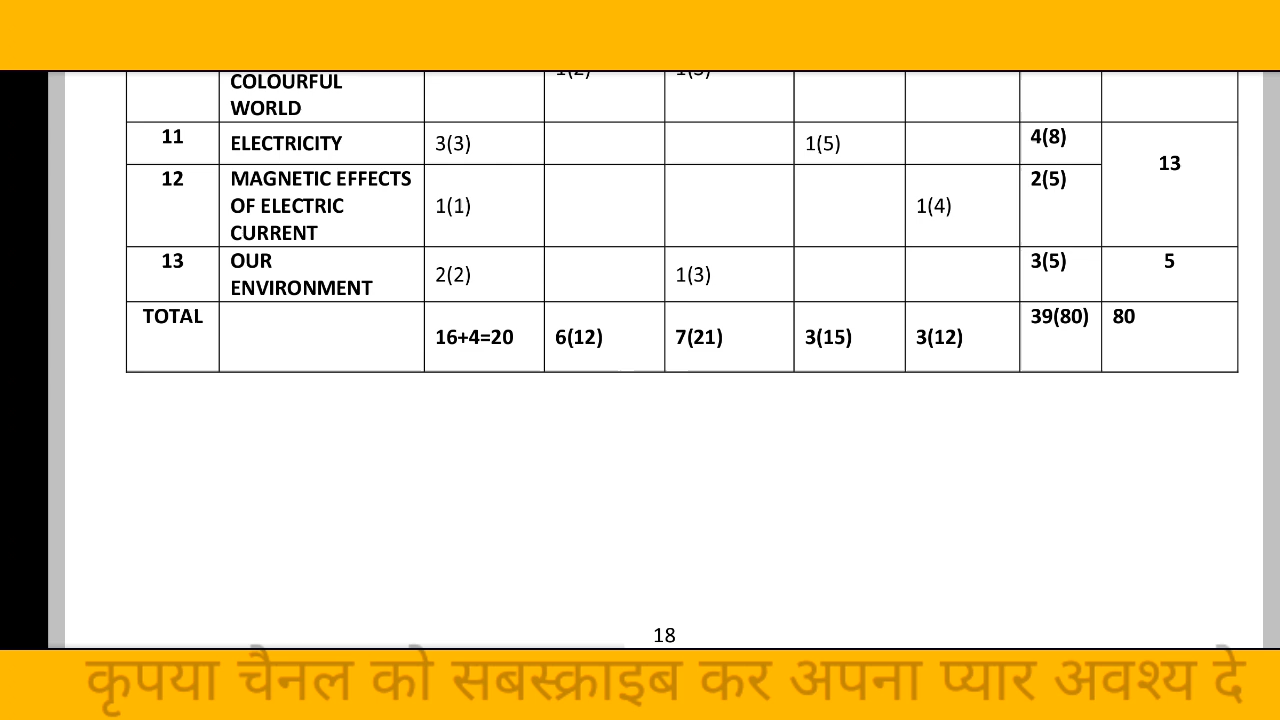 COLOURFUL
WORLD
11 ELECTRICITY 3(3) 1(5) 4(8) 13
12 MAGNETIC EFFECTS OF ELECTRIC CURRENT 1(1) 1(4) 2(5)
13 OUR ENVIRONMENT 2(2) 1(3) 3(5) 5
TOTAL 16+4=20 6(12) 7(21) 3(15) 3(12) 39(80) 80
18
कृपया चैनल को सबस्क्राइब कर अपना प्यार अवश्य दे